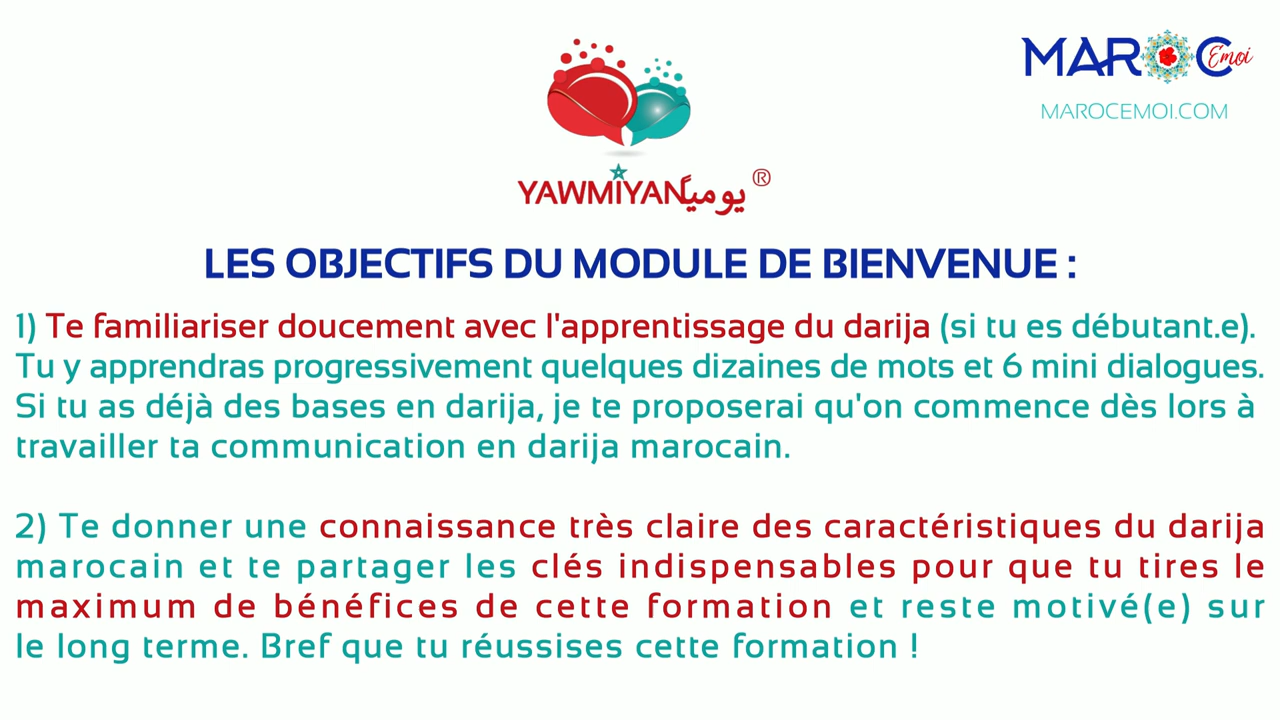 MAROC Emoi
MAROCEMOI.COM
YAWMIYANيومياً®
LES OBJECTIFS DU MODULE DE BIENVENUE :
1) Te familiariser doucement avec l'apprentissage du darija (si tu es débutant.e).
Tu y apprendras progressivement quelques dizaines de mots et 6 mini dialogues.
Si tu as déjà des bases en darija, je te proposerai qu'on commence dès lors à
travailler ta communication en darija marocain.
2) Te donner une connaissance très claire des caractéristiques du darija
marocain et te partager les clés indispensables pour que tu tires le
maximum de bénéfices de cette formation et reste motivé(e) sur
le long terme. Bref que tu réussises cette formation !